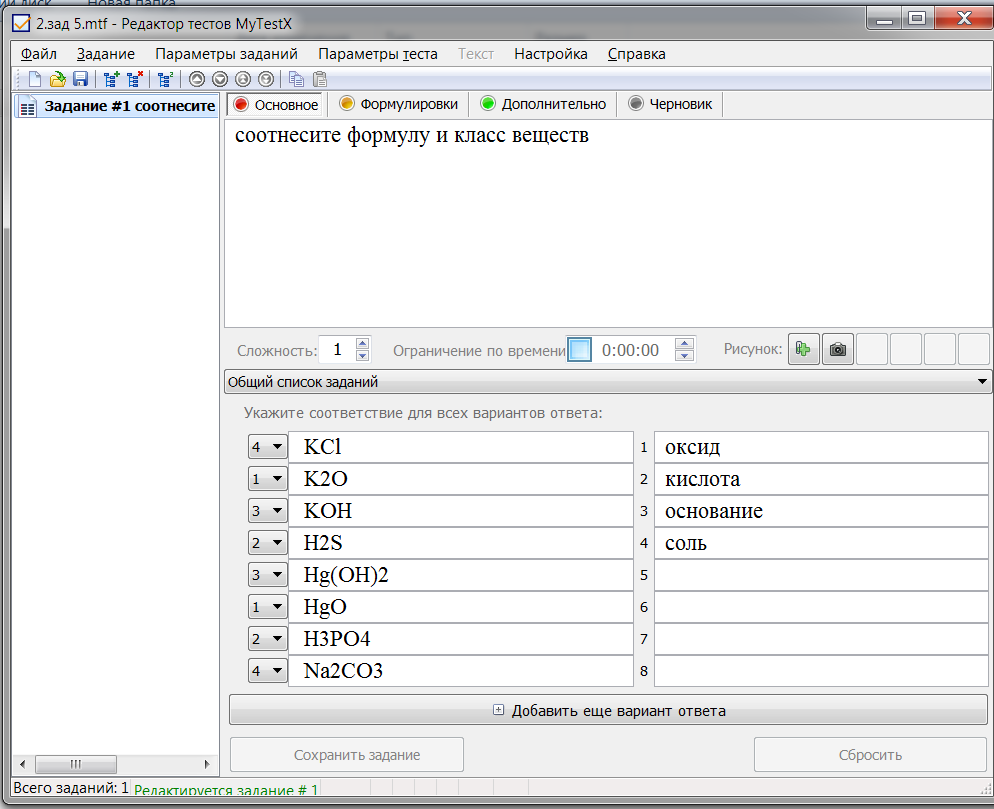 2.зад 5.mtf - Редактор тестов MyTestX
Файл Задание Параметры заданий Параметры теста Текст Настройка Справка
Задание #1 соотнесите
Основное Формулировки Дополнительно Черновик
соотнесите формулу и класс веществ
Сложность: 1 Ограничение по времени 0:00:00 Рисунок:
Общий список заданий
Укажите соответствие для всех вариантов ответа:
4 KCl 1 оксид
1 K2O 2 кислота
3 KOH 3 основание
2 H2S 4 соль
3 Hg(OH)2 5
1 HgO 6
2 H3PO4 7
4 Na2CO3 8
Добавить еще вариант ответа
Сохранить задание Сбросить
Всего заданий: 1 Редактируется задание # 1